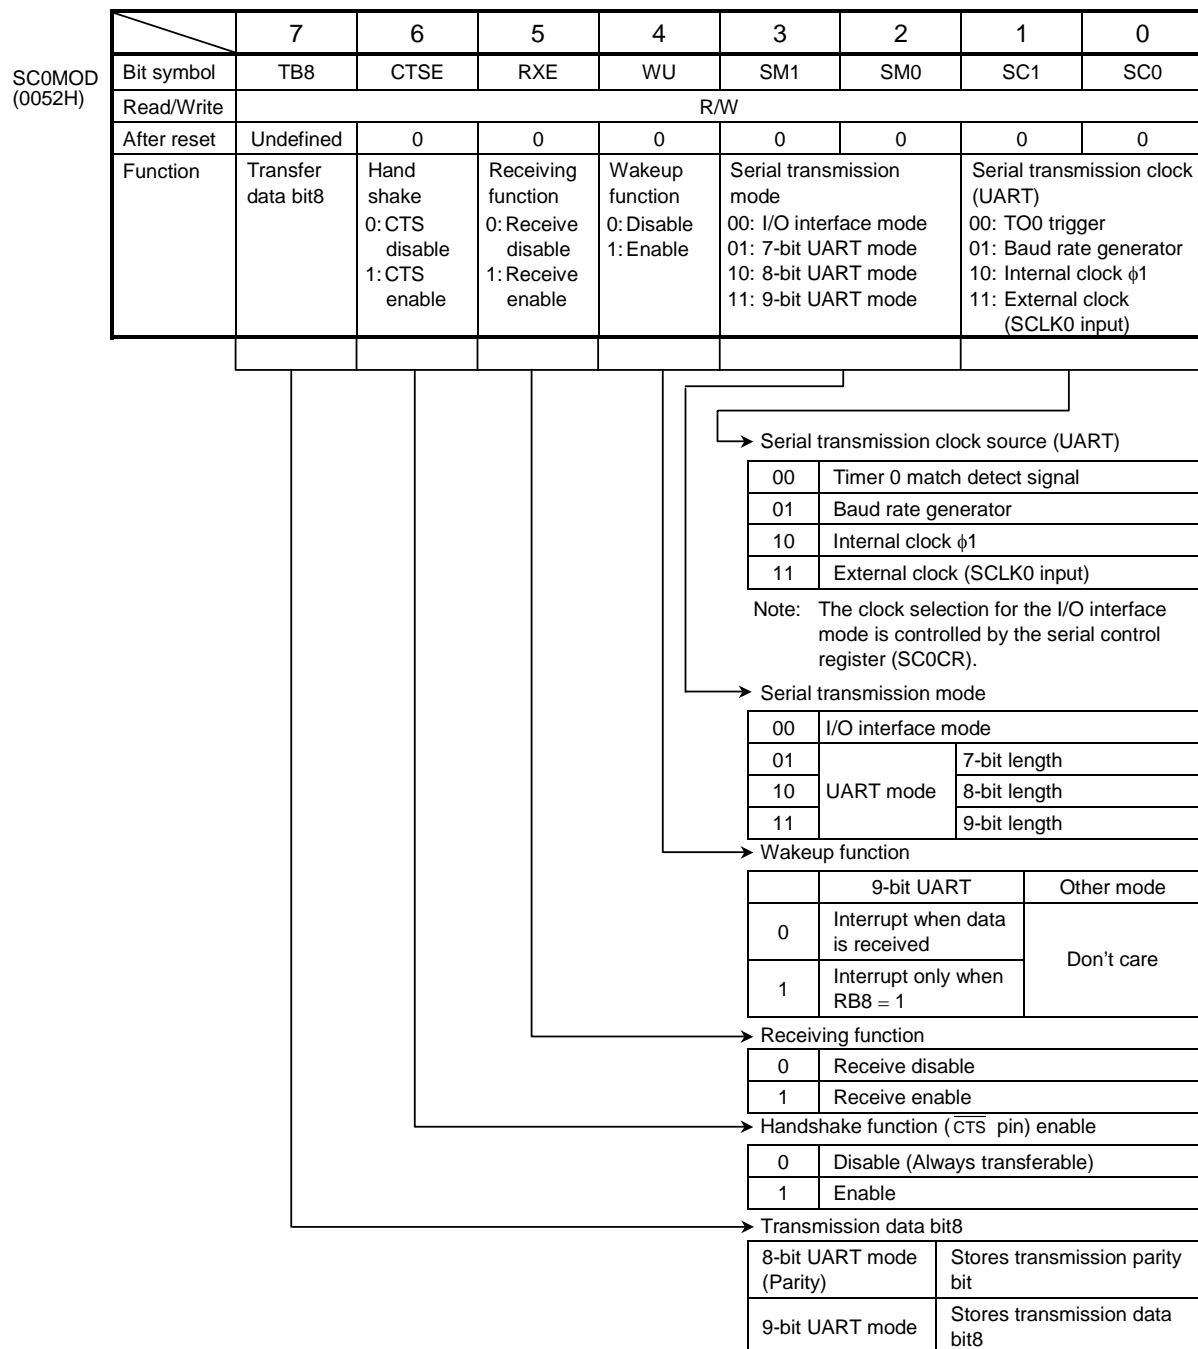 7 6 5 4 3 2 1 0
SC0MOD
(0052H)
Bit symbol TB8 CTSE RXE WU SM1 SM0 SC1 SC0
Read/Write R/W
After reset Undefined 0 0 0 0 0 0 0
Function
Transfer
data bit8
Hand
shake
0: CTS
disable
1: CTS
enable
Receiving
function
0: Receive
disable
1: Receive
enable
Wakeup
function
0: Disable
1: Enable
Serial transmission
mode
00: I/O interface mode
01: 7-bit UART mode
10: 8-bit UART mode
11: 9-bit UART mode
Serial transmission clock
(UART)
00: TO0 trigger
01: Baud rate generator
10: Internal clock ϕ1
11: External clock
(SCLK0 input)
Serial transmission clock source (UART)
00 Timer 0 match detect signal
01 Baud rate generator
10 Internal clock ϕ1
11 External clock (SCLK0 input)
Note: The clock selection for the I/O interface
mode is controlled by the serial control
register (SC0CR).
Serial transmission mode
00 I/O interface mode
01 7-bit length
10 UART mode 8-bit length
11 9-bit length
Wakeup function
9-bit UART Other mode
0 Interrupt when data
is received
Don't care
1 Interrupt only when
RB8 = 1
Receiving function
0 Receive disable
1 Receive enable
Handshake function (C̅T̅S̅ pin) enable
0 Disable (Always transferable)
1 Enable
Transmission data bit8
8-bit UART mode
(Parity)
Stores transmission parity
bit
9-bit UART mode
Stores transmission data
bit8